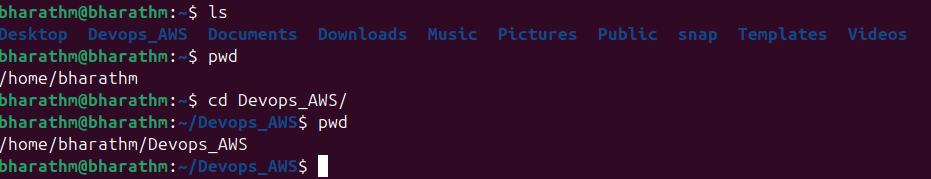 bharathm@bharathm:~$ ls
Desktop Devops_AWS Documents Downloads Music Pictures Public snap Templates Videos
bharathm@bharathm:~$ pwd
/home/bharathm
bharathm@bharathm:~$ cd Devops_AWS/
bharathm@bharathm:~/Devops_AWS$ pwd
/home/bharathm/Devops_AWS
bharathm@bharathm:~/Devops_AWS$